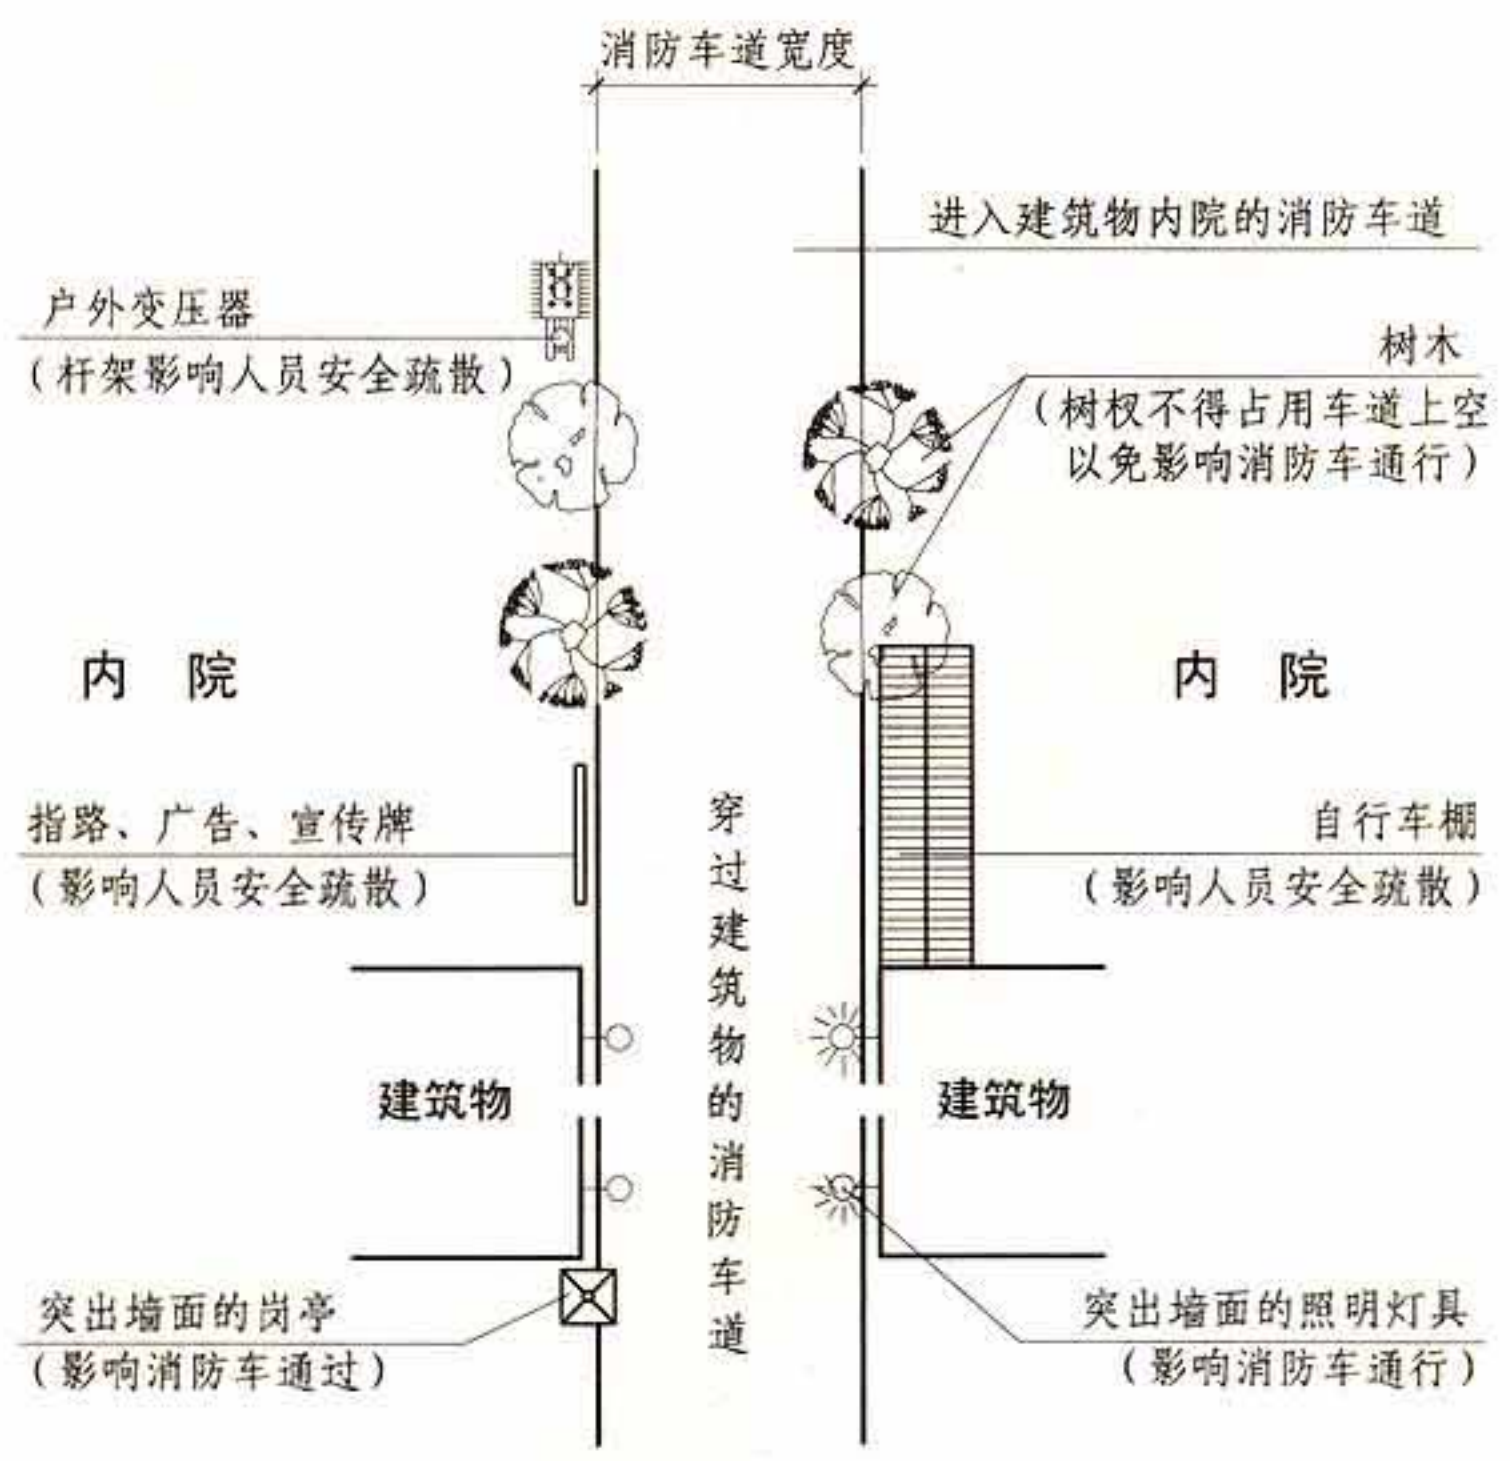 消防车道宽度
进入建筑物内院的消防车道
户外变压器
(杆架影响人员安全疏散)
树木
(树杈不得占用车道上空
以免影响消防车通行)
内 院
内 院
指路、广告、宣传牌
(影响人员安全疏散)
穿过建筑物的消防车道
自行车棚
(影响人员安全疏散)
建筑物
建筑物
突出墙面的岗亭
(影响消防车通过)
突出墙面的照明灯具
(影响消防车通行)